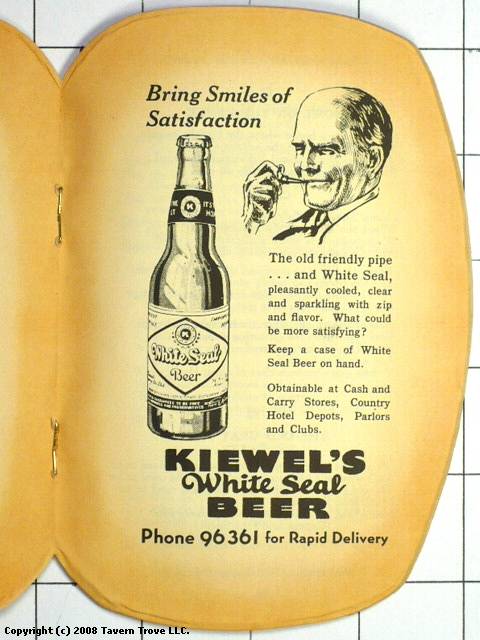 Bring Smiles of
Satisfaction
The old friendly pipe
. . . and White Seal,
pleasantly cooled, clear
and sparkling with zip
and flavor. What could
be more satisfying?
Keep a case of White
Seal Beer on hand.
Obtainable at Cash and
Carry Stores, Country
Hotel Depots, Parlors
and Clubs.
K
K
White Seal
Beer
KIEWEL'S
White Seal
BEER
Phone 96361 for Rapid Delivery
Copyright (c) 2008 Tavern Trove LLC.